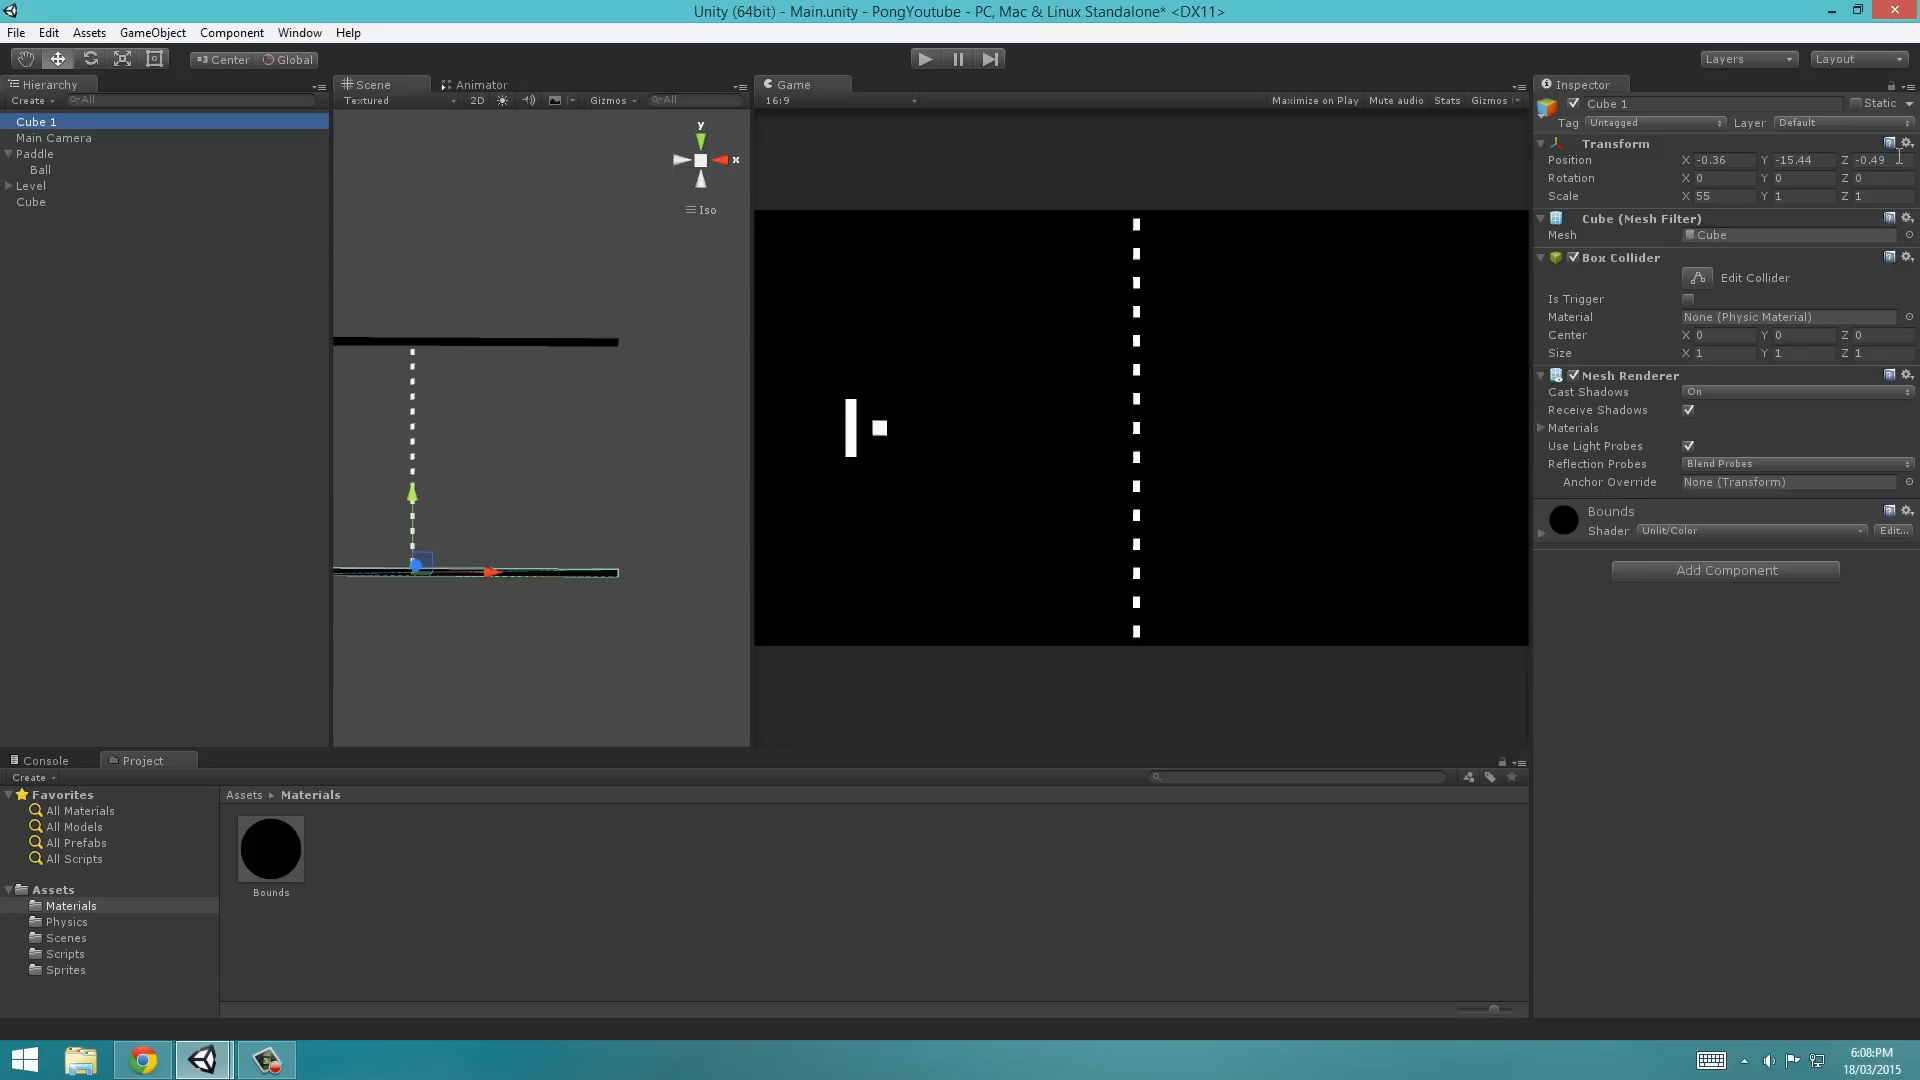 Unity (64bit) - Main.unity - PongYoutube - PC, Mac & Linux Standalone* <DX11>
File Edit Assets GameObject Component Window Help
Center Global Layers Layout
Hierarchy
Create All
Cube 1
Main Camera
Paddle
Ball
Level
Cube
Scene Animator
Textured 2D Gizmos All
y
x
Iso
Game
16:9 Maximize on Play Mute audio Stats Gizmos
Inspector
Cube 1 Static
Tag Untagged Layer Default
Transform
Position X -0.36 Y -15.44 Z -0.49
Rotation X 0 Y 0 Z 0
Scale X 55 Y 1 Z 1
Cube (Mesh Filter)
Mesh Cube
Box Collider
Edit Collider
Is Trigger
Material None (Physic Material)
Center X 0 Y 0 Z 0
Size X 1 Y 1 Z 1
Mesh Renderer
Cast Shadows On
Receive Shadows
Materials
Use Light Probes
Reflection Probes Blend Probes
Anchor Override None (Transform)
Bounds
Shader Unlit/Color Edit...
Add Component
Console Project
Create
Favorites
All Materials
All Models
All Prefabs
All Scripts
Assets
Materials
Physics
Scenes
Scripts
Sprites
Assets Materials
Bounds
6:08 PM
18/03/2015